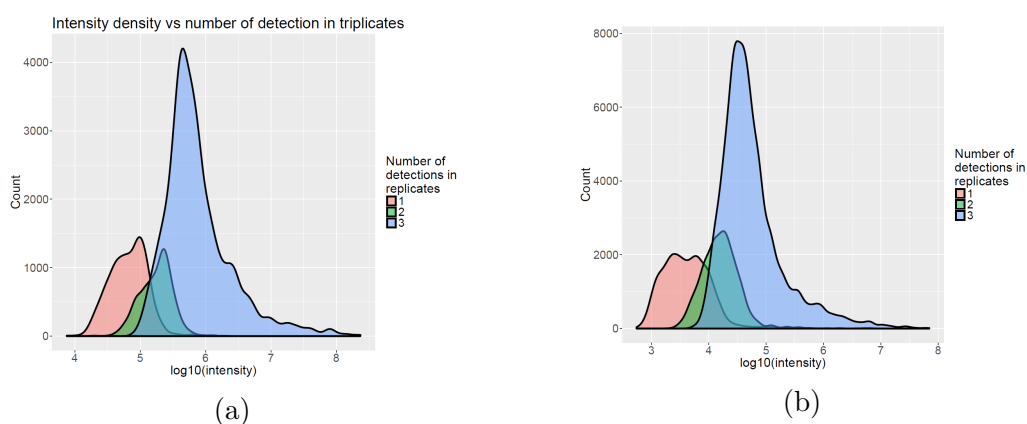 Intensity density vs number of detection in triplicates
Count
4000
3000
2000
1000
0
4
5
6
7
8
log10(intensity)
Number of
detections in
replicates
1
2
3
(a)
Count
8000
6000
4000
2000
0
3
4
5
6
7
8
log10(intensity)
Number of
detections in
replicates
1
2
3
(b)